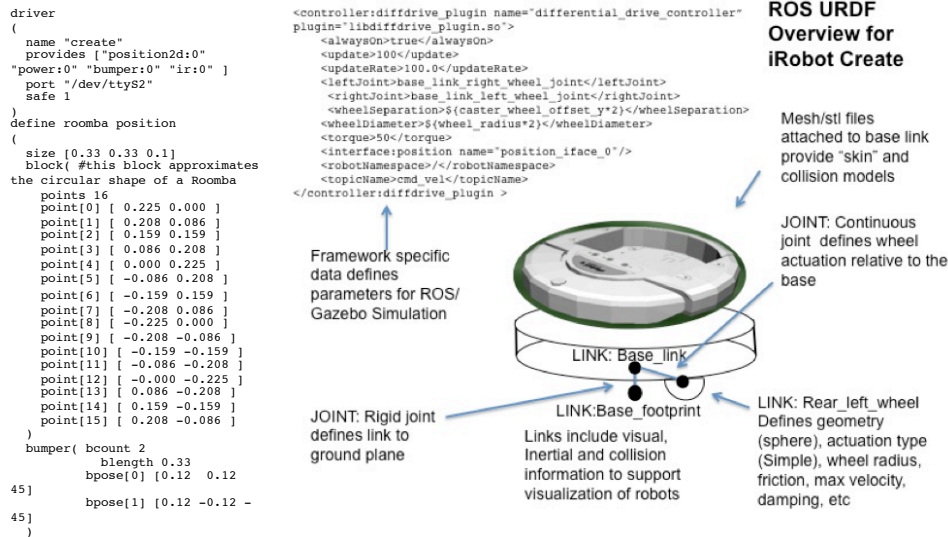 driver
(
name "create"
provides ["position2d:0"
"power:0" "bumper:0" "ir:0" ]
port "/dev/ttyS2"
safe 1
)
define roomba position
(
size [0.33 0.33 0.1]
block( #this block approximates
the circular shape of a Roomba
points 16
point[0] [ 0.225 0.000 ]
point[1] [ 0.208 0.086 ]
point[2] [ 0.159 0.159 ]
point[3] [ 0.086 0.208 ]
point[4] [ 0.000 0.225 ]
point[5] [ -0.086 0.208 ]
point[6] [ -0.159 0.159 ]
point[7] [ -0.208 0.086 ]
point[8] [ -0.225 0.000 ]
point[9] [ -0.208 -0.086 ]
point[10] [ -0.159 -0.159 ]
point[11] [ -0.086 -0.208 ]
point[12] [ -0.000 -0.225 ]
point[13] [ 0.086 -0.208 ]
point[14] [ 0.159 -0.159 ]
point[15] [ 0.208 -0.086 ]
)
bumper( bcount 2
blength 0.33
bpose[0] [0.12 0.12
45]
bpose[1] [0.12 -0.12 -
45]
)
<controller:diffdrive_plugin name="differential_drive_controller"
plugin="libdiffdrive_plugin.so">
<alwaysOn>true</alwaysOn>
<update>100</update>
<updateRate>100.0</updateRate>
<leftJoint>base_link_right_wheel_joint</leftJoint>
<rightJoint>base_link_left_wheel_joint</rightJoint>
<wheelSeparation>${caster_wheel_offset_y*2}</wheelSeparation>
<wheelDiameter>${wheel_radius*2}</wheelDiameter>
<torque>50</torque>
<interface:position name="position_iface_0"/>
<robotNamespace>/</robotNamespace>
<topicName>cmd_vel</topicName>
</controller:diffdrive_plugin >
ROS URDF
Overview for
iRobot Create
Mesh/stl files
attached to base link
provide "skin" and
collision models
JOINT: Continuous
joint defines wheel
actuation relative to the
base
Framework specific
data defines
parameters for ROS/
Gazebo Simulation
LINK: Base_link
LINK:Base_footprint
JOINT: Rigid joint
defines link to
ground plane
Links include visual,
Inertial and collision
information to support
visualization of robots
LINK: Rear_left_wheel
Defines geometry
(sphere), actuation type
(Simple), wheel radius,
friction, max velocity,
damping, etc